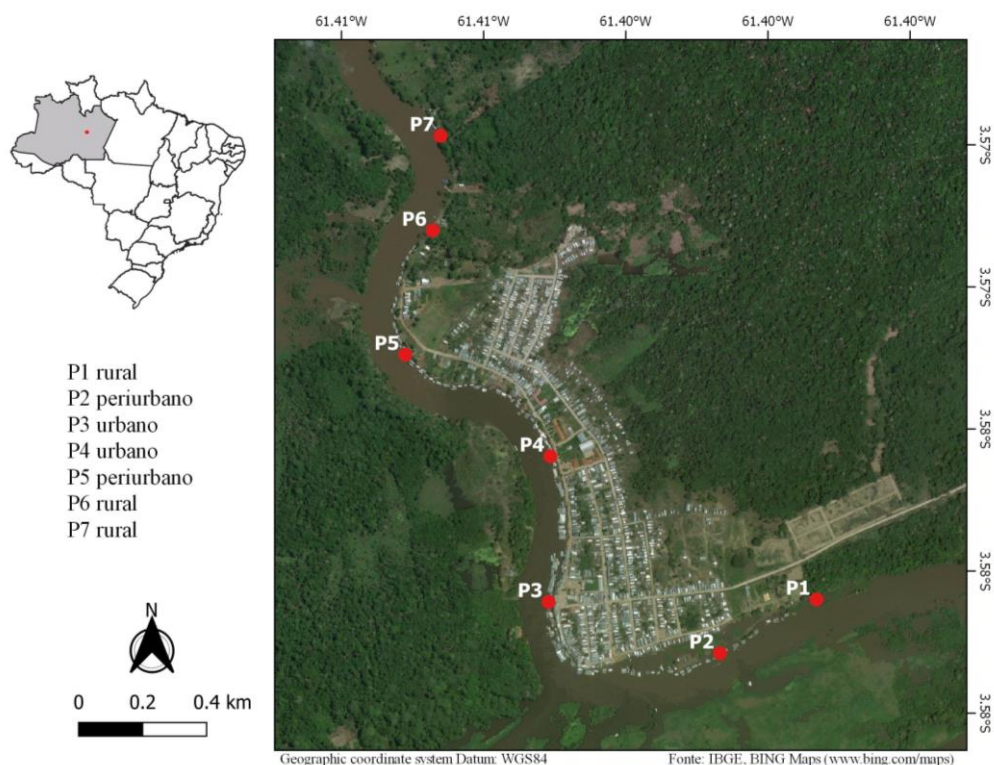 61.41°W 61.41°W 61.40°W 61.40°W 61.40°W
P7
3.57°S
P6
3.57°S
P5
P1 rural
P2 periurbano
P3 urbano
P4 urbano
P5 periurbano
P6 rural
P7 rural
P4
3.58°S
P3
3.58°S
P1
P2
N
0 0.2 0.4 km
3.58°S
Geographic coordinate system Datum: WGS84 Fonte: IBGE, BING Maps (www.bing.com/maps)